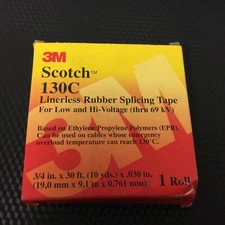 3M
Scotch™
130C
Linerless Rubber Splicing Tape
For Low and Hi-Voltage (thru 69 kV)
Based on Ethylene Propylene Polymers (EPR).
Can be used on cables whose emergency
overload temperature can reach 130°C.
3M
3/4 in. x 30 ft. (10 yds.) x .030 in.
(19,0 mm x 9,1 m x 0,761 mm)
1 Roll